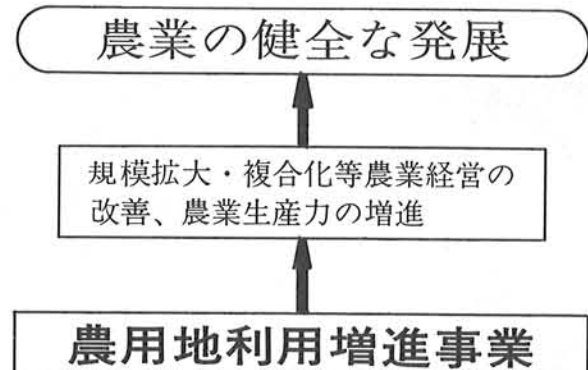 農業の健全な発展
規模拡大・複合化等農業経営の
改善、農業生産力の増進
農用地利用増進事業